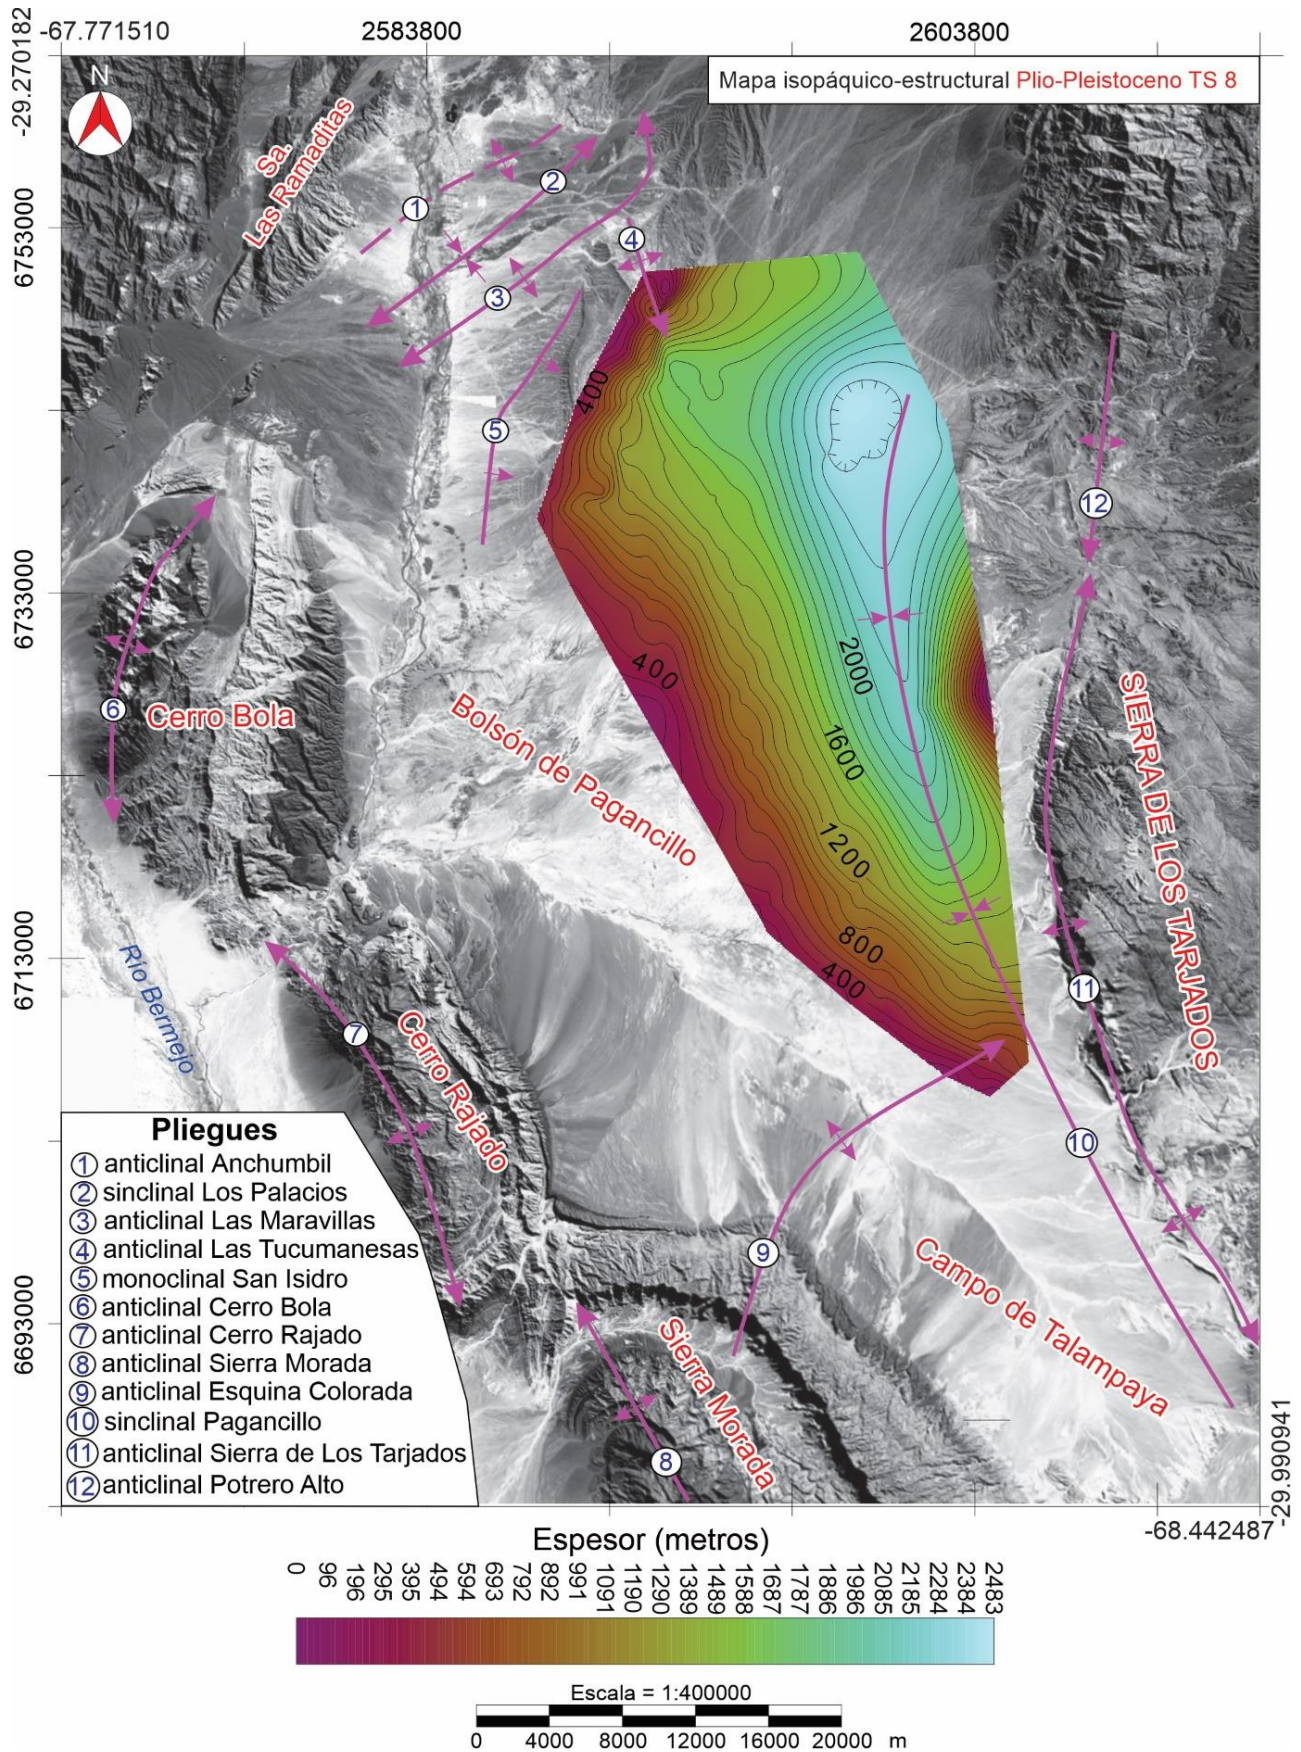 -67.771510
2583800
2603800
-29.270182
N
Mapa isopáquico-estructural Plio-Pleistoceno TS 8
Sa.
Las Ramaditas
1
2
3
4
5
6
7
8
9
10
11
12
6753000
6733000
6713000
6693000
400
400
2000
1600
1200
800
400
Cerro Bola
Bolsón de Pagancillo
SIERRA DE LOS TARJADOS
Río Bermejo
Cerro Rajado
Sierra Morada
Campo de Talampaya
Pliegues
1 anticlinal Anchumbil
2 sinclinal Los Palacios
3 anticlinal Las Maravillas
4 anticlinal Las Tucumanesas
5 monoclinal San Isidro
6 anticlinal Cerro Bola
7 anticlinal Cerro Rajado
8 anticlinal Sierra Morada
9 anticlinal Esquina Colorada
10 sinclinal Pagancillo
11 anticlinal Sierra de Los Tarjados
12 anticlinal Potrero Alto
-29.990941
-68.442487
Espesor (metros)
0 96 196 295 395 494 594 693 792 892 991 1091 1190 1290 1389 1489 1588 1687 1787 1886 1986 2085 2185 2284 2384 2483
Escala = 1:400000
0 4000 8000 12000 16000 20000 m